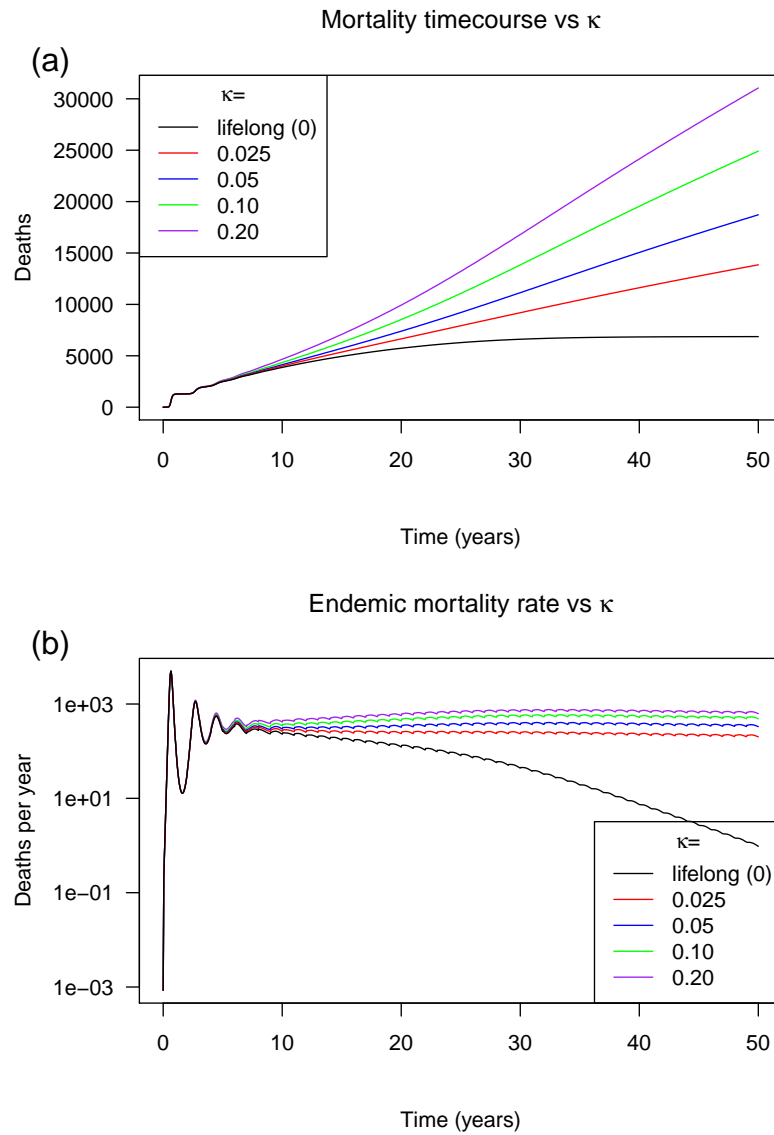 Mortality timecourse vs κ
(a)
κ=
lifelong (0)
0.025
0.05
0.10
0.20
Deaths
30000
25000
20000
15000
10000
5000
0
0 10 20 30 40 50
Time (years)
Endemic mortality rate vs κ
(b)
Deaths per year
1e+03
1e+01
1e−01
1e−03
κ=
lifelong (0)
0.025
0.05
0.10
0.20
0 10 20 30 40 50
Time (years)